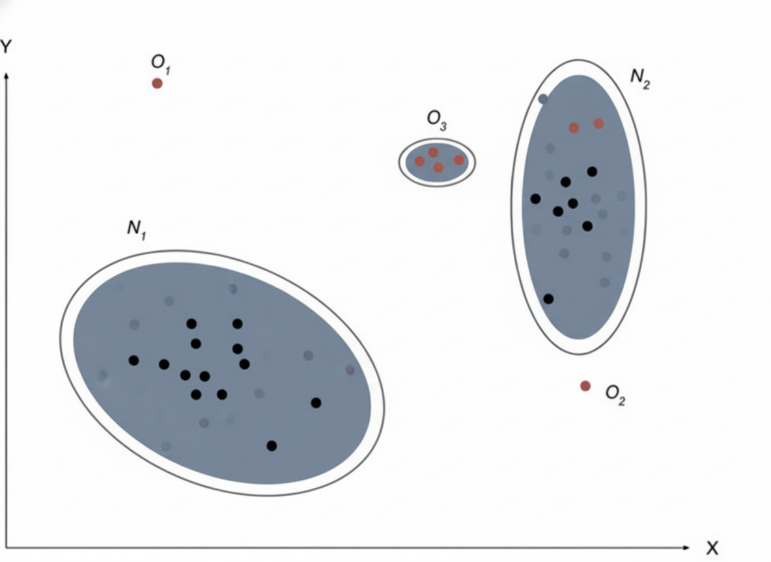 Y
O₁
N₂
O₃
N₁
O₂
X